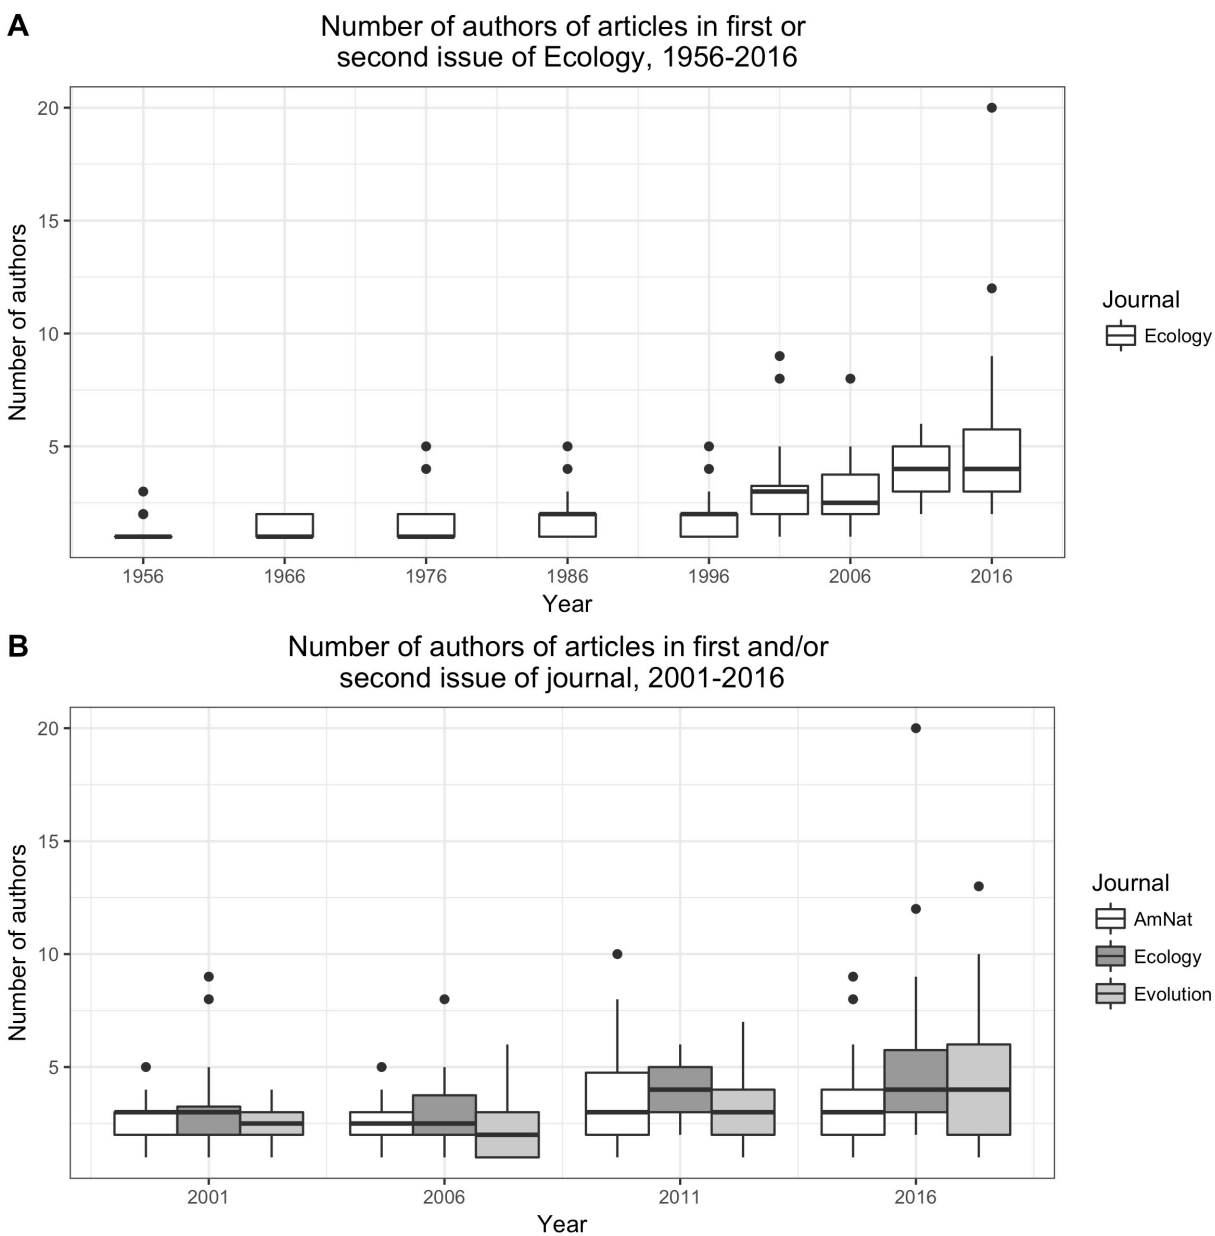 A
Number of authors of articles in first or
second issue of Ecology, 1956-2016
Number of authors
20
15
10
5
1956 1966 1976 1986 1996 2006 2016
Year
Journal
Ecology
B
Number of authors of articles in first and/or
second issue of journal, 2001-2016
Number of authors
20
15
10
5
2001 2006 2011 2016
Year
Journal
AmNat
Ecology
Evolution